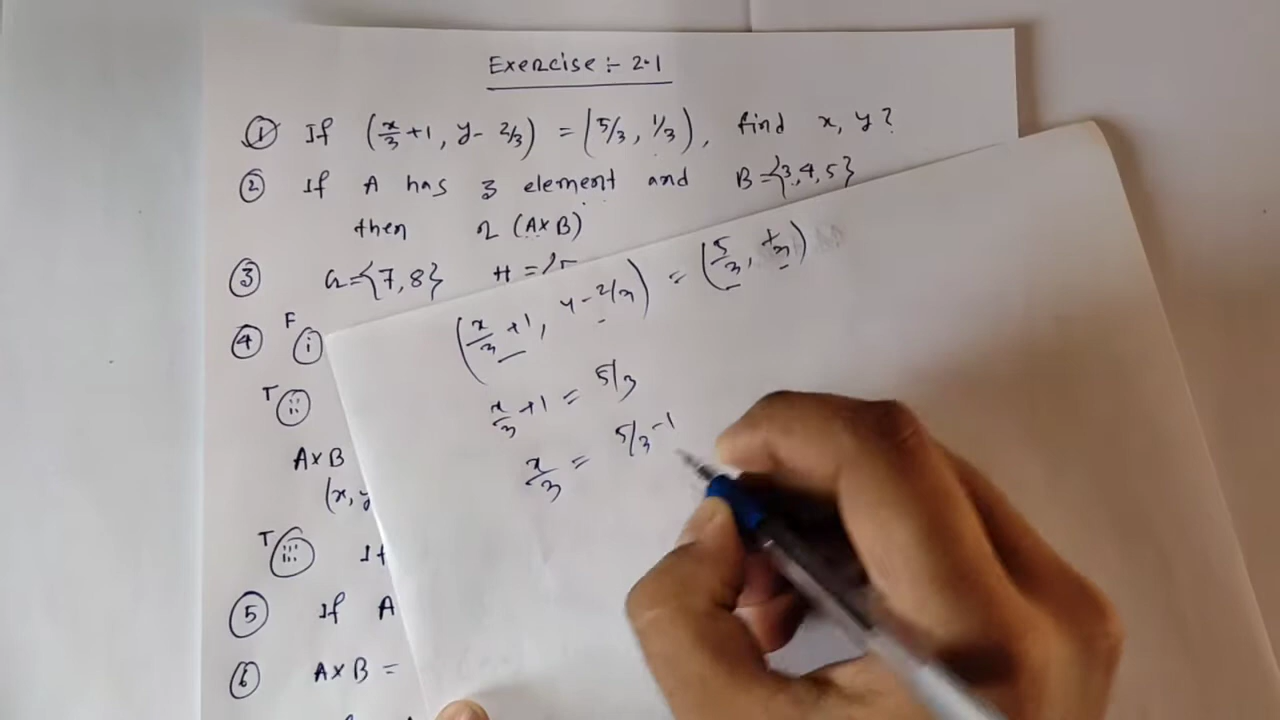 Exercise :- 2.1
① If (x/3 +1, y- 2/3) = (5/3, 1/3), find x, y?
② If A has 3 element and B={3,4,5}
then n (A×B)
③ G={7,8} H =
④ F i
T ii
A×B
(x, y
T iii If
⑤ If A
⑥ A×B =
(x/3 +1, y-2/3) = (5/3, 1/3)
x/3 +1 = 5/3
x/3 = 5/3 -1